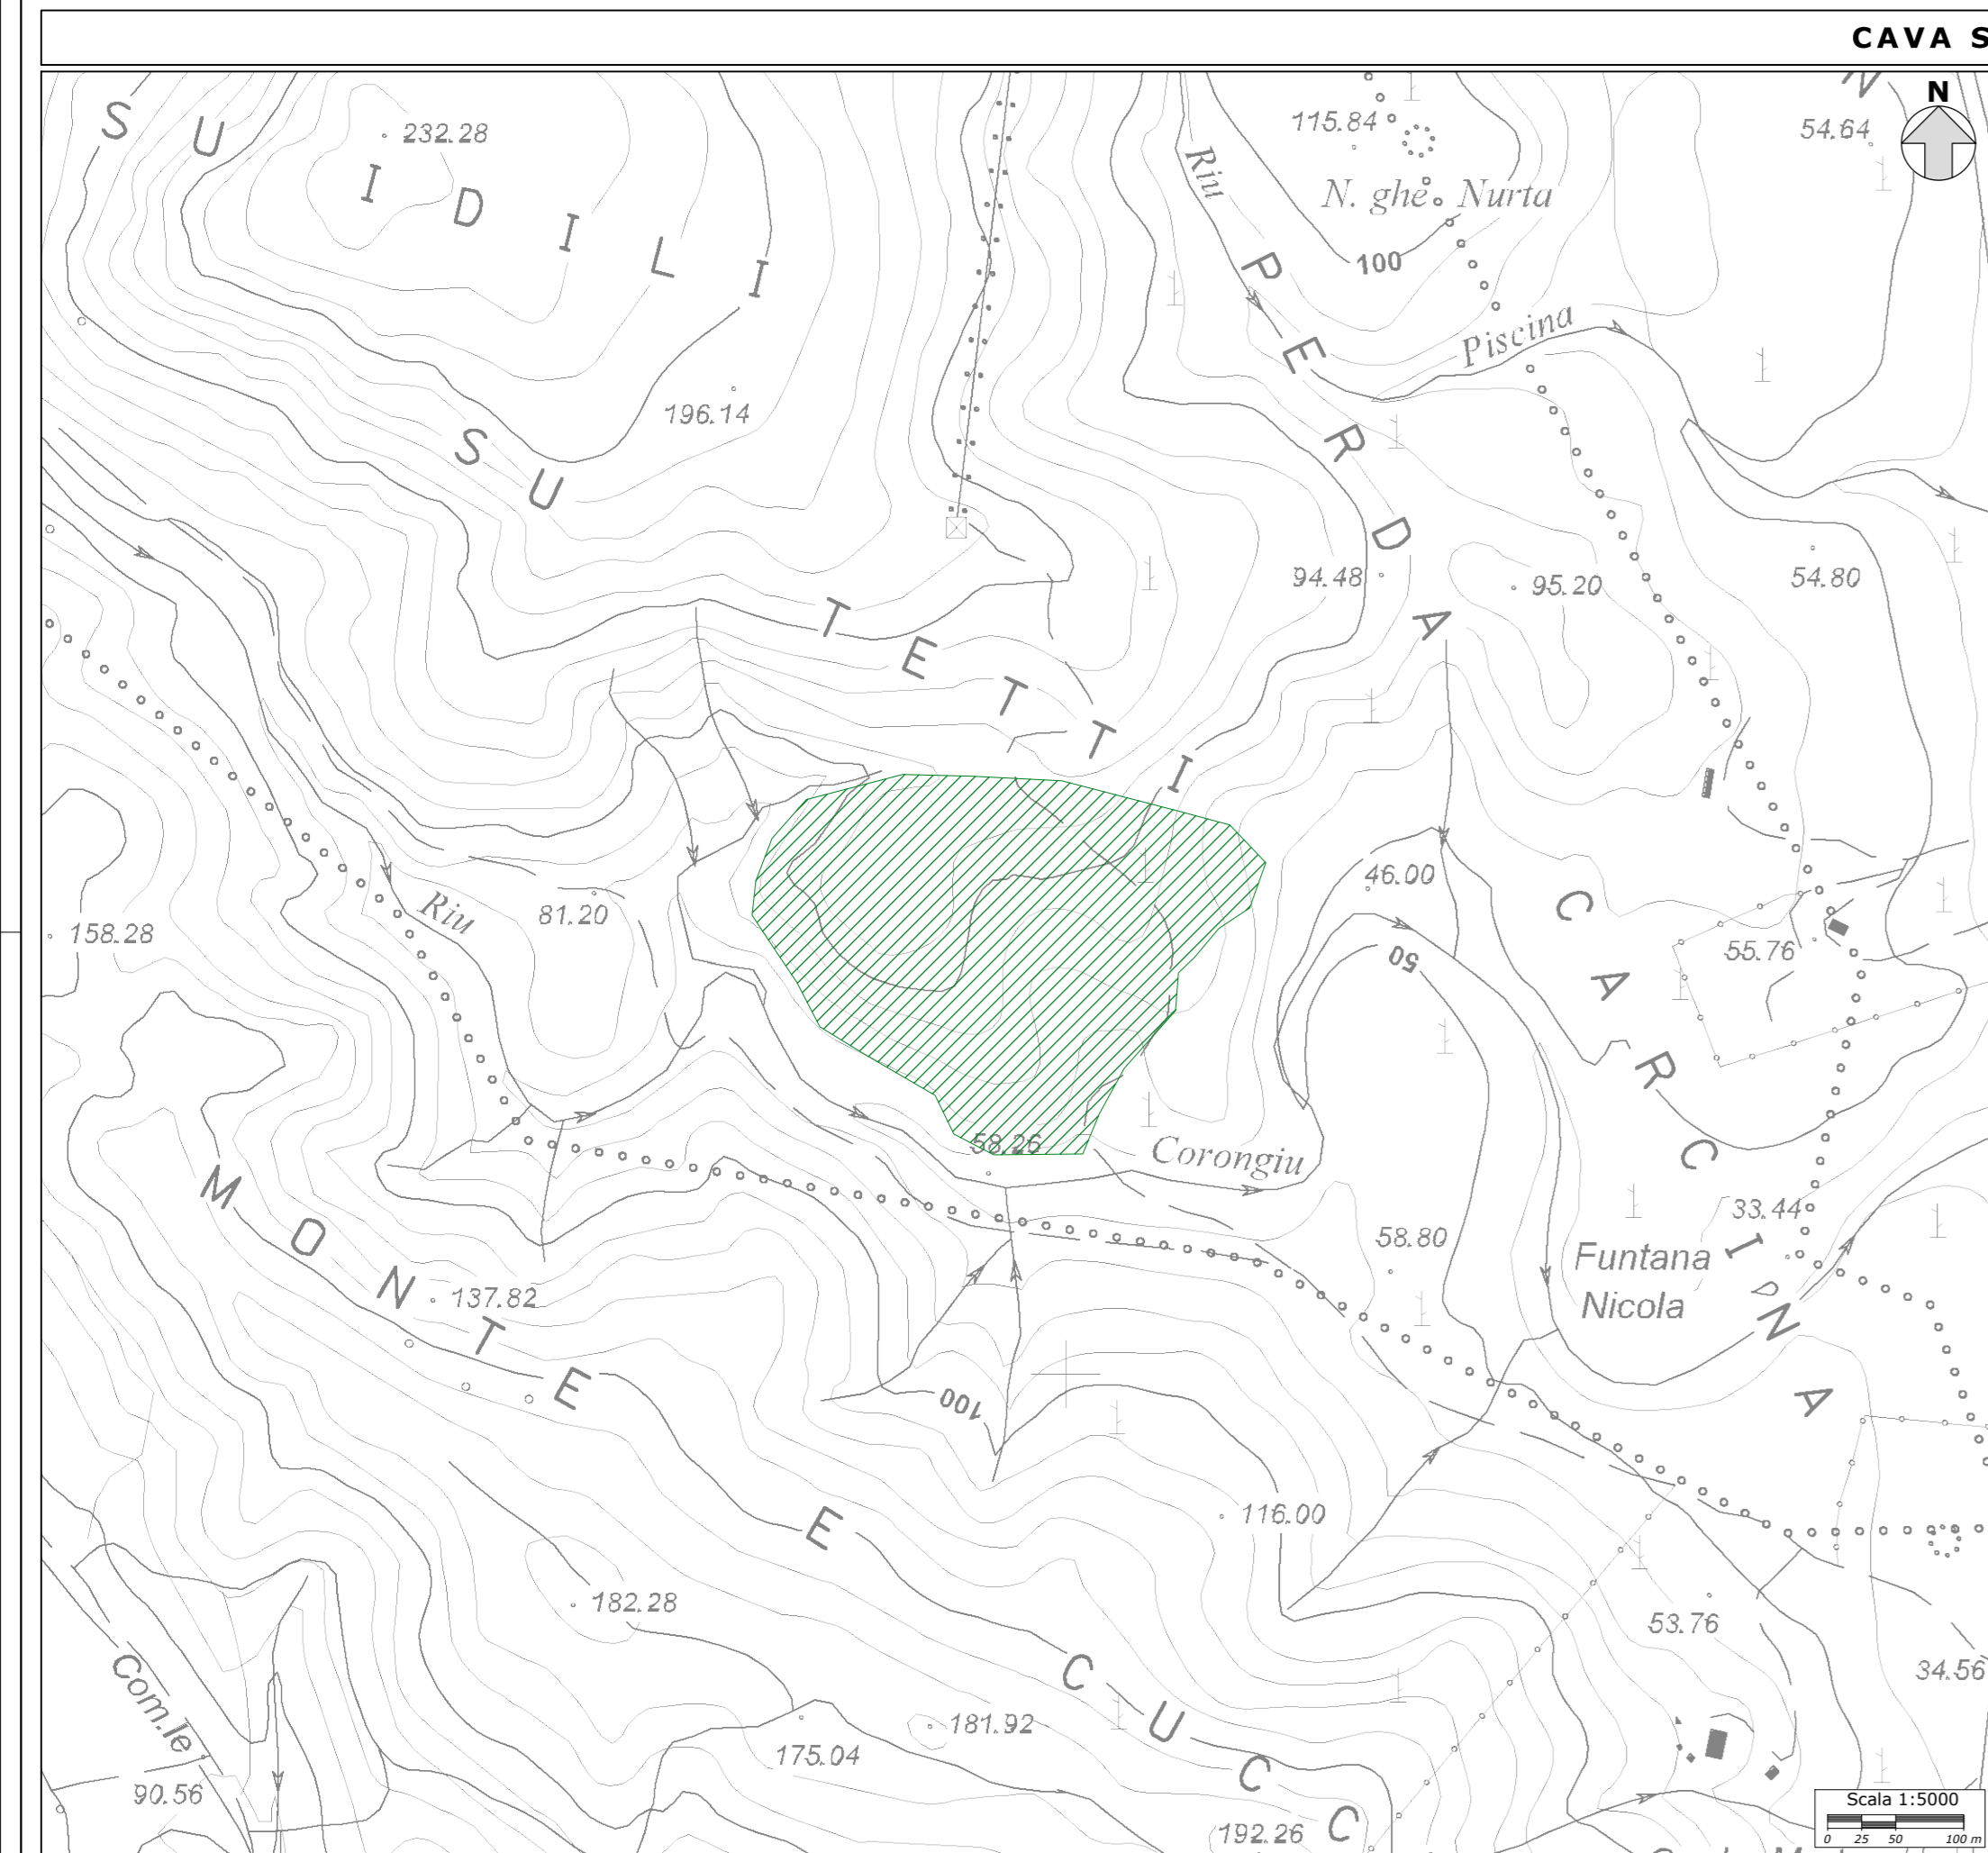 CAVA S
N
S U
I D I L I
232.28
115.84
54.64
Riu
N. ghe Nurta
100
Piscina
P E R D A
196.14
S U
T E T T I
94.48
95.20
54.80
46.00
50
C A R C I N A
Riu
81.20
158.28
55.76
58.26
Corongiu
33.44
58.80
Funtana
Nicola
M O N T E
137.82
100
116.00
E
182.28
53.76
C U C C
34.56
Com.le
181.92
175.04
90.56
192.26
Scala 1:5000
0 25 50 100 m